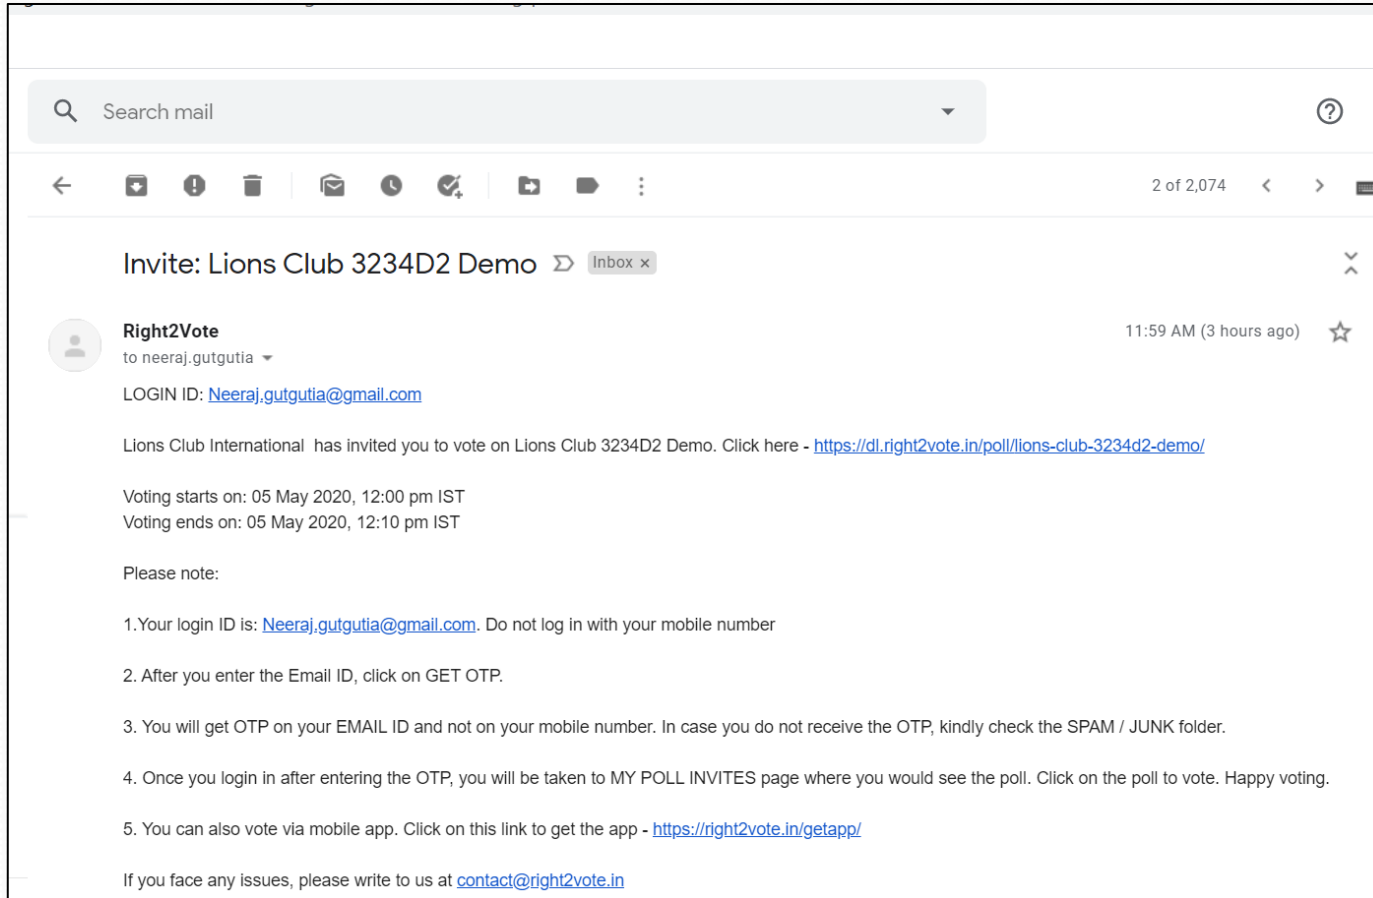 Search mail
2 of 2,074
Invite: Lions Club 3234D2 Demo
Inbox ×
Right2Vote
11:59 AM (3 hours ago)
to neeraj.gutgutia
LOGIN ID: Neeraj.gutgutia@gmail.com
Lions Club International  has invited you to vote on Lions Club 3234D2 Demo. Click here - https://dl.right2vote.in/poll/lions-club-3234d2-demo/
Voting starts on: 05 May 2020, 12:00 pm IST
Voting ends on: 05 May 2020, 12:10 pm IST
Please note:
1.Your login ID is: Neeraj.gutgutia@gmail.com. Do not log in with your mobile number
2. After you enter the Email ID, click on GET OTP.
3. You will get OTP on your EMAIL ID and not on your mobile number. In case you do not receive the OTP, kindly check the SPAM / JUNK folder.
4. Once you login in after entering the OTP, you will be taken to MY POLL INVITES page where you would see the poll. Click on the poll to vote. Happy voting.
5. You can also vote via mobile app. Click on this link to get the app - https://right2vote.in/getapp/
If you face any issues, please write to us at contact@right2vote.in